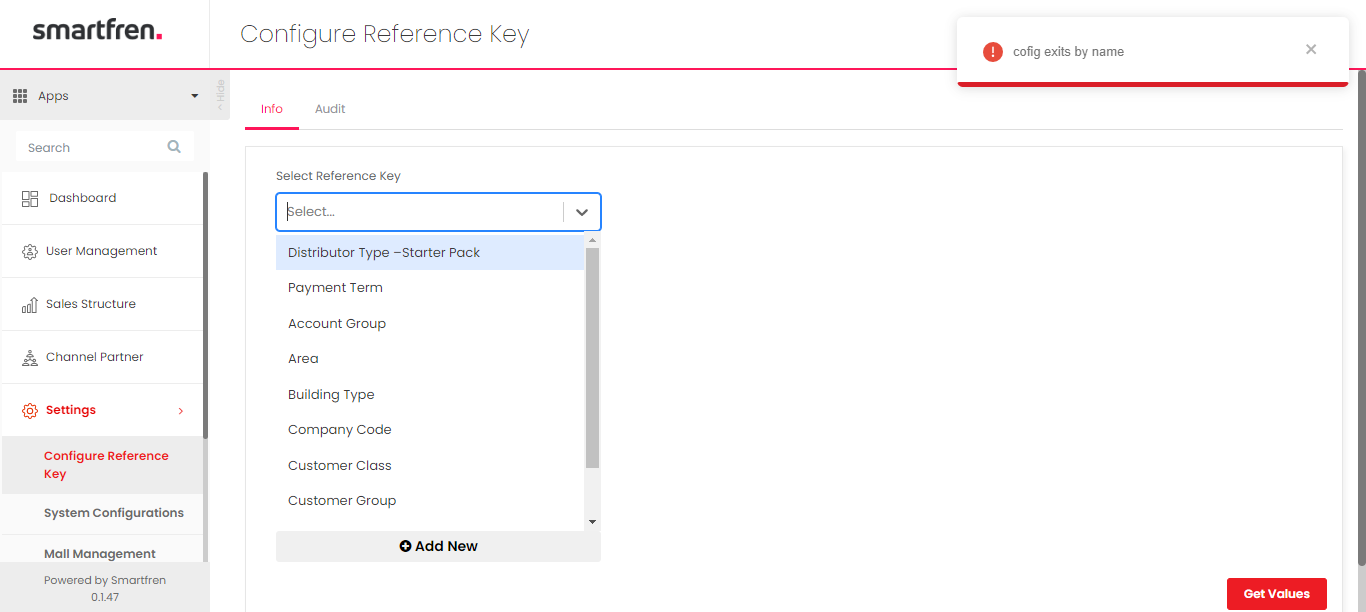 smartfren.
Configure Reference Key
cofig exits by name
Apps
Hide
Info
Audit
Search
Select Reference Key
Select...
Dashboard
User Management
Sales Structure
Channel Partner
Settings
Configure Reference
Key
System Configurations
Mall Management
Powered by Smartfren
0.1.47
Distributor Type –Starter Pack
Payment Term
Account Group
Area
Building Type
Company Code
Customer Class
Customer Group
Add New
Get Values